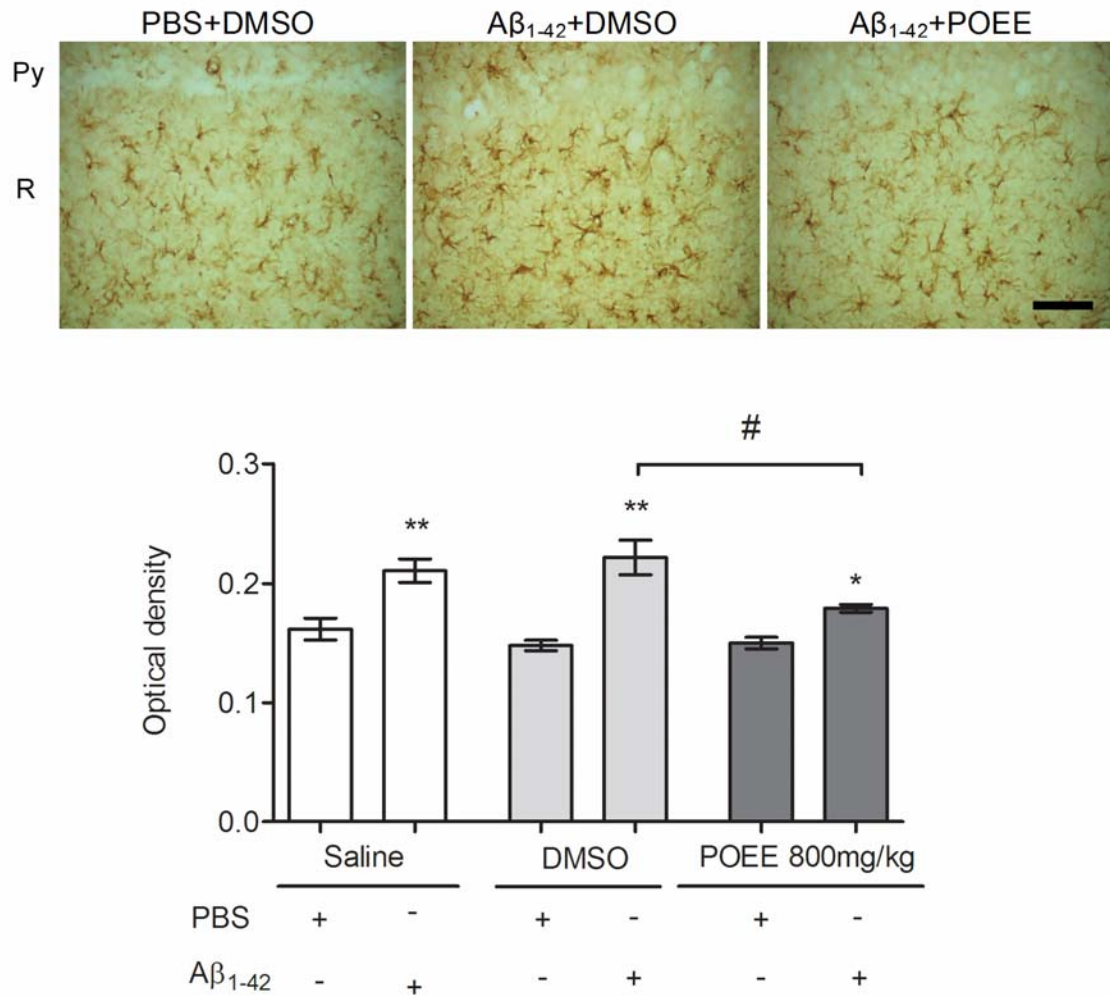 PBS+DMSO Aβ1-42+DMSO Aβ1-42+POEE
Py
R
#
0.3
** ** *
0.2
0.1
0.0
Optical density
Saline DMSO POEE 800mg/kg
PBS + - + - + -
Aβ1-42 - + - + - +